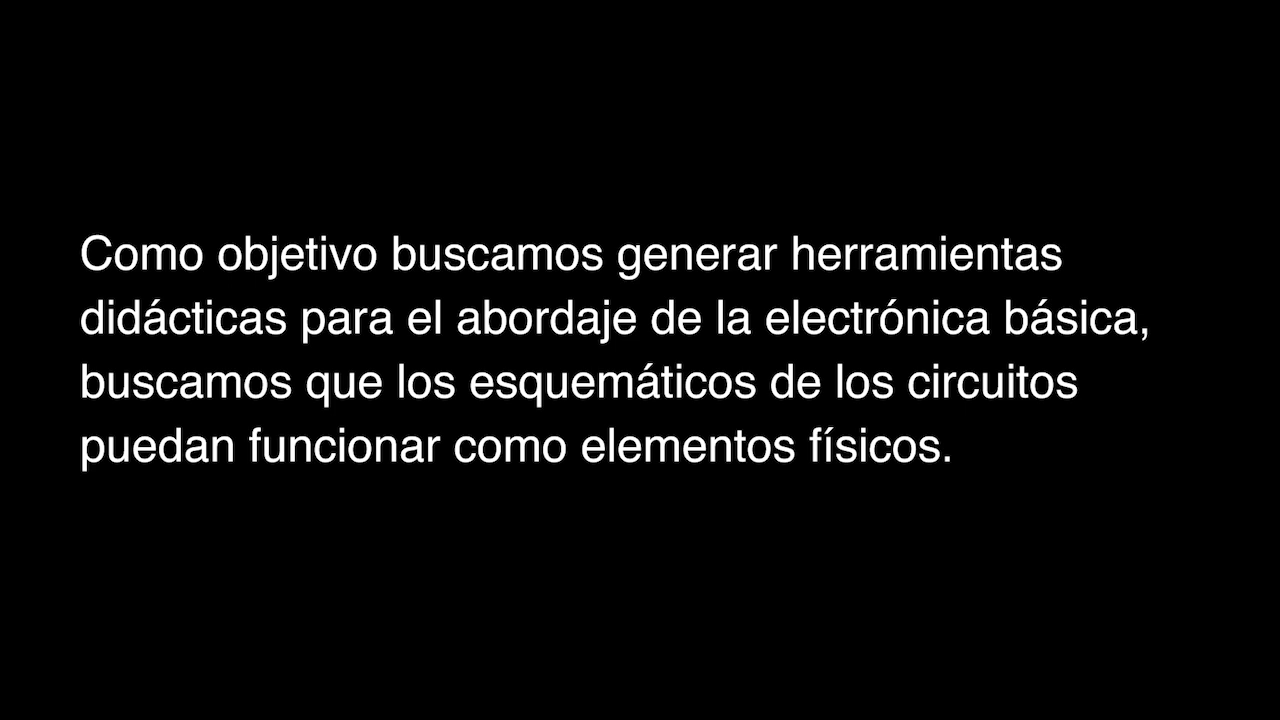 Como objetivo buscamos generar herramientas
didácticas para el abordaje de la electrónica básica,
buscamos que los esquemáticos de los circuitos
puedan funcionar como elementos físicos.